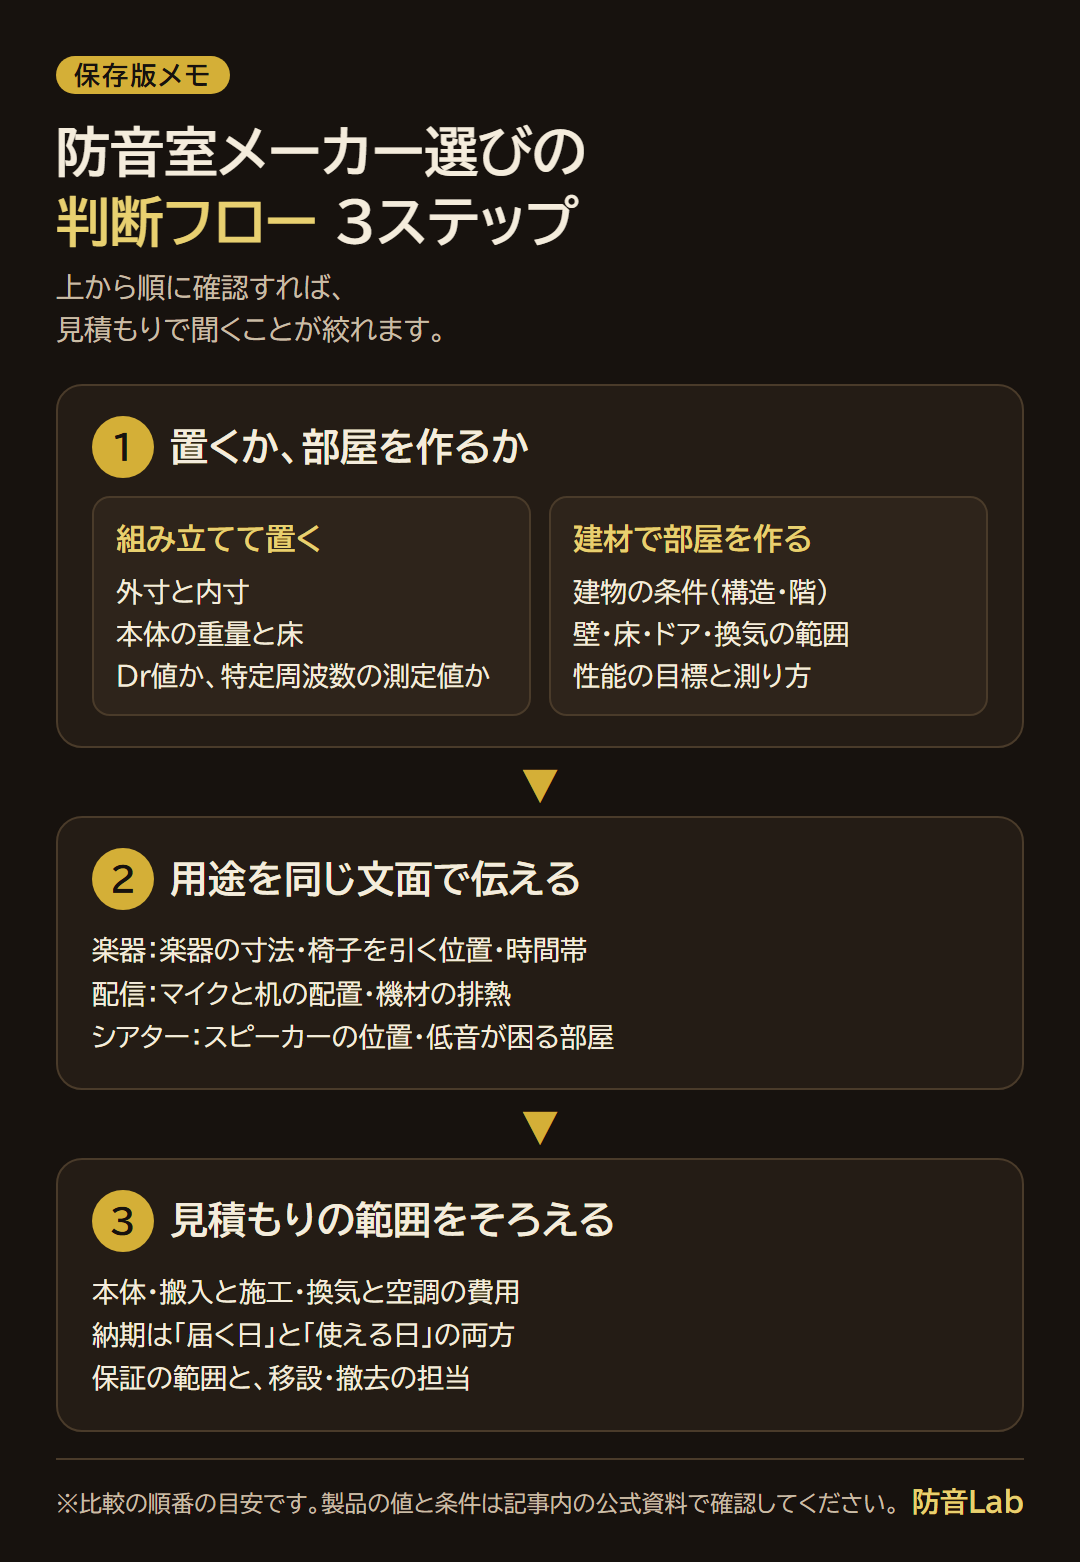 保存版メモ
防音室メーカー選びの
判断フロー 3ステップ
上から順に確認すれば、
見積もりで聞くことが絞れます。
1 置くか、部屋を作るか
組み立てて置く
外寸と内寸
本体の重量と床
Dr値か、特定周波数の測定値か
建材で部屋を作る
建物の条件(構造・階)
壁・床・ドア・換気の範囲
性能の目標と測り方
▼
2 用途を同じ文面で伝える
楽器：楽器の寸法・椅子を引く位置・時間帯
配信：マイクと机の配置・機材の排熱
シアター：スピーカーの位置・低音が困る部屋
▼
3 見積もりの範囲をそろえる
本体・搬入と施工・換気と空調の費用
納期は「届く日」と「使える日」の両方
保証の範囲と、移設・撤去の担当
※比較の順番の目安です。製品の値と条件は記事内の公式資料で確認してください。 防音Lab